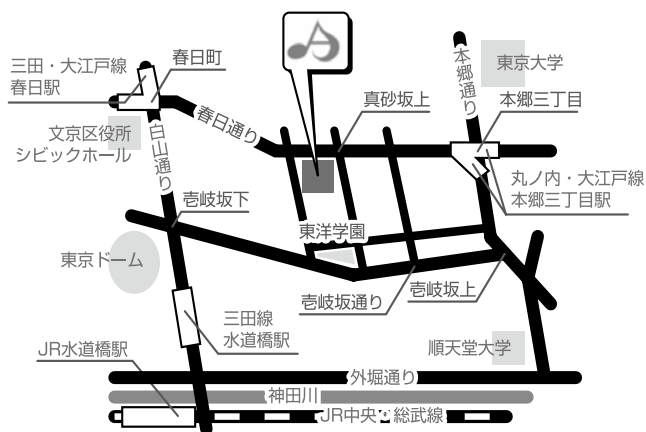 三田・大江戸線
春日駅
春日町
本郷通り
東京大学
真砂坂上
本郷三丁目
春日通り
文京区役所
シビックホール
白山通り
丸ノ内・大江戸線
本郷三丁目駅
壱岐坂下
東洋学園
東京ドーム
壱岐坂通り
壱岐坂上
三田線
水道橋駅
JR水道橋駅
順天堂大学
外堀通り
神田川
JR中央・総武線